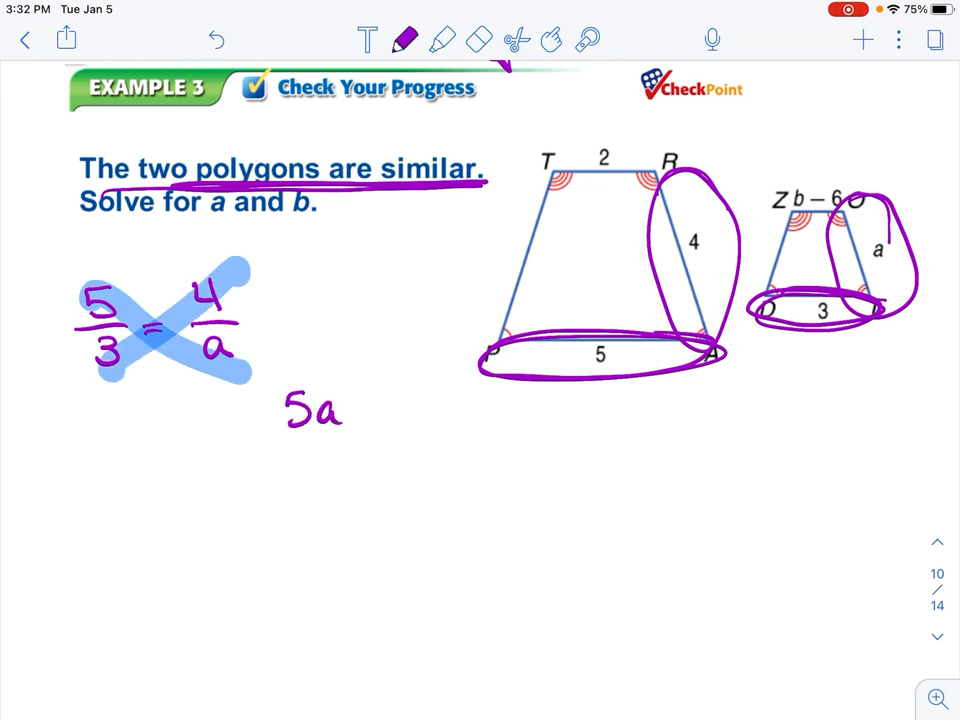 3:32 PM Tue Jan 5
75%
T
EXAMPLE 3
Check Your Progress
CheckPoint
The two polygons are similar.
Solve for a and b.
T 2 R
4
P 5 A
Z b – 6 O
a
D 3
5/3 = 4/a
5a
10
/
14